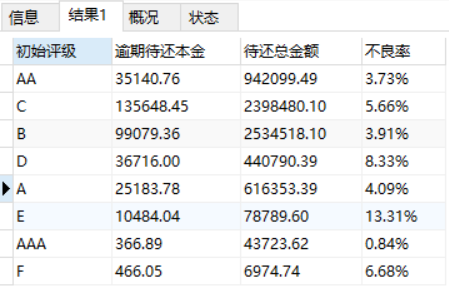 信息 结果1 概况 状态
初始评级 逾期待还本金 待还总金额 不良率
AA 35140.76 942099.49 3.73%
C 135648.45 2398480.10 5.66%
B 99079.36 2534518.10 3.91%
D 36716.00 440790.39 8.33%
A 25183.78 616353.39 4.09%
E 10484.04 78789.60 13.31%
AAA 366.89 43723.62 0.84%
F 466.05 6974.74 6.68%